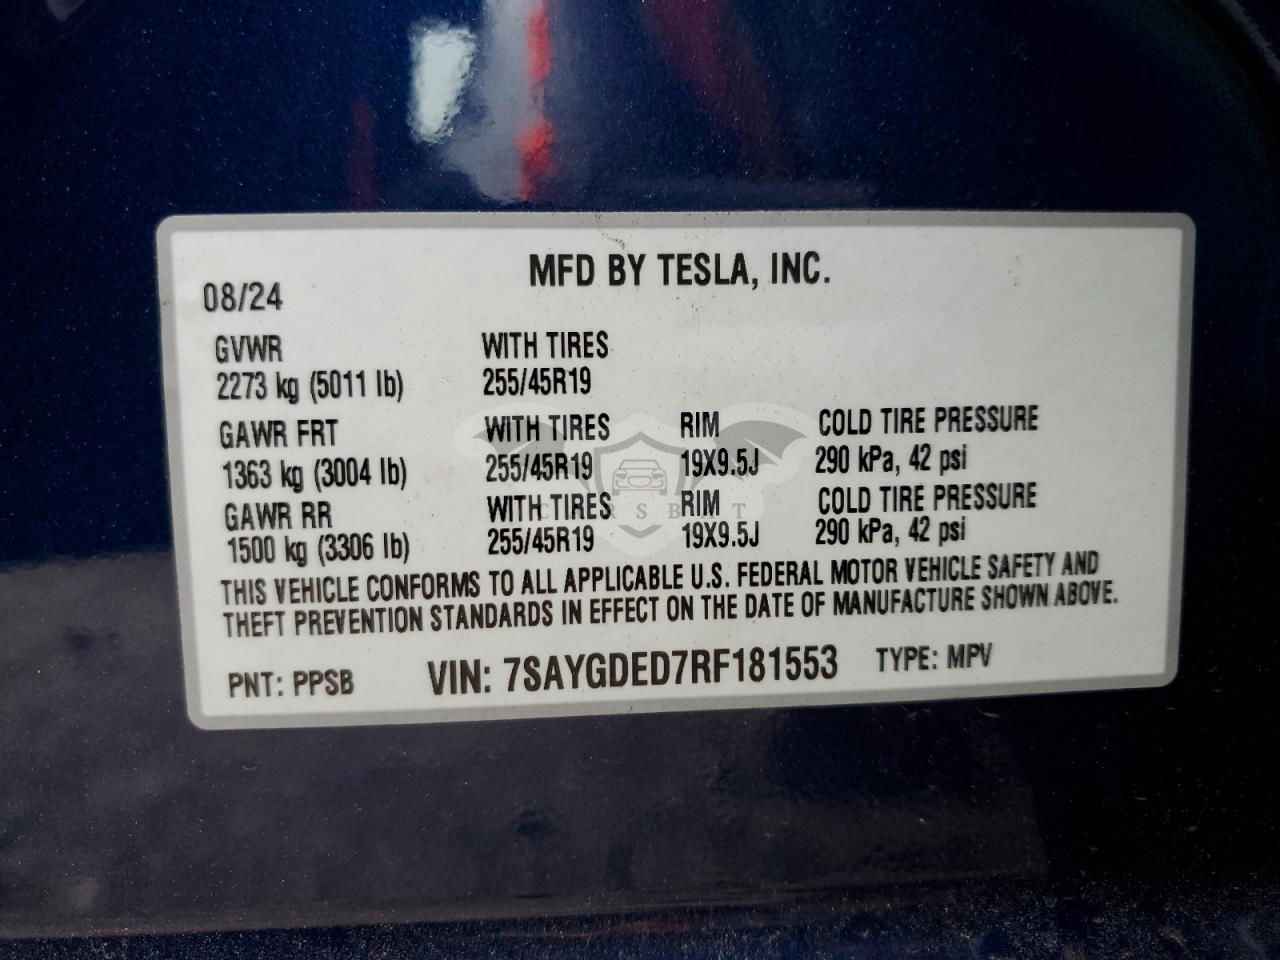 MFD BY TESLA, INC.
08/24
GVWR WITH TIRES
2273 kg (5011 lb) 255/45R19
GAWR FRT WITH TIRES RIM COLD TIRE PRESSURE
1363 kg (3004 lb) 255/45R19 19X9.5J 290 kPa, 42 psi
GAWR RR WITH TIRES RIM COLD TIRE PRESSURE
1500 kg (3306 lb) 255/45R19 19X9.5J 290 kPa, 42 psi
THIS VEHICLE CONFORMS TO ALL APPLICABLE U.S. FEDERAL MOTOR VEHICLE SAFETY AND
THEFT PREVENTION STANDARDS IN EFFECT ON THE DATE OF MANUFACTURE SHOWN ABOVE.
PNT: PPSB VIN: 7SAYGDED7RF181553 TYPE: MPV